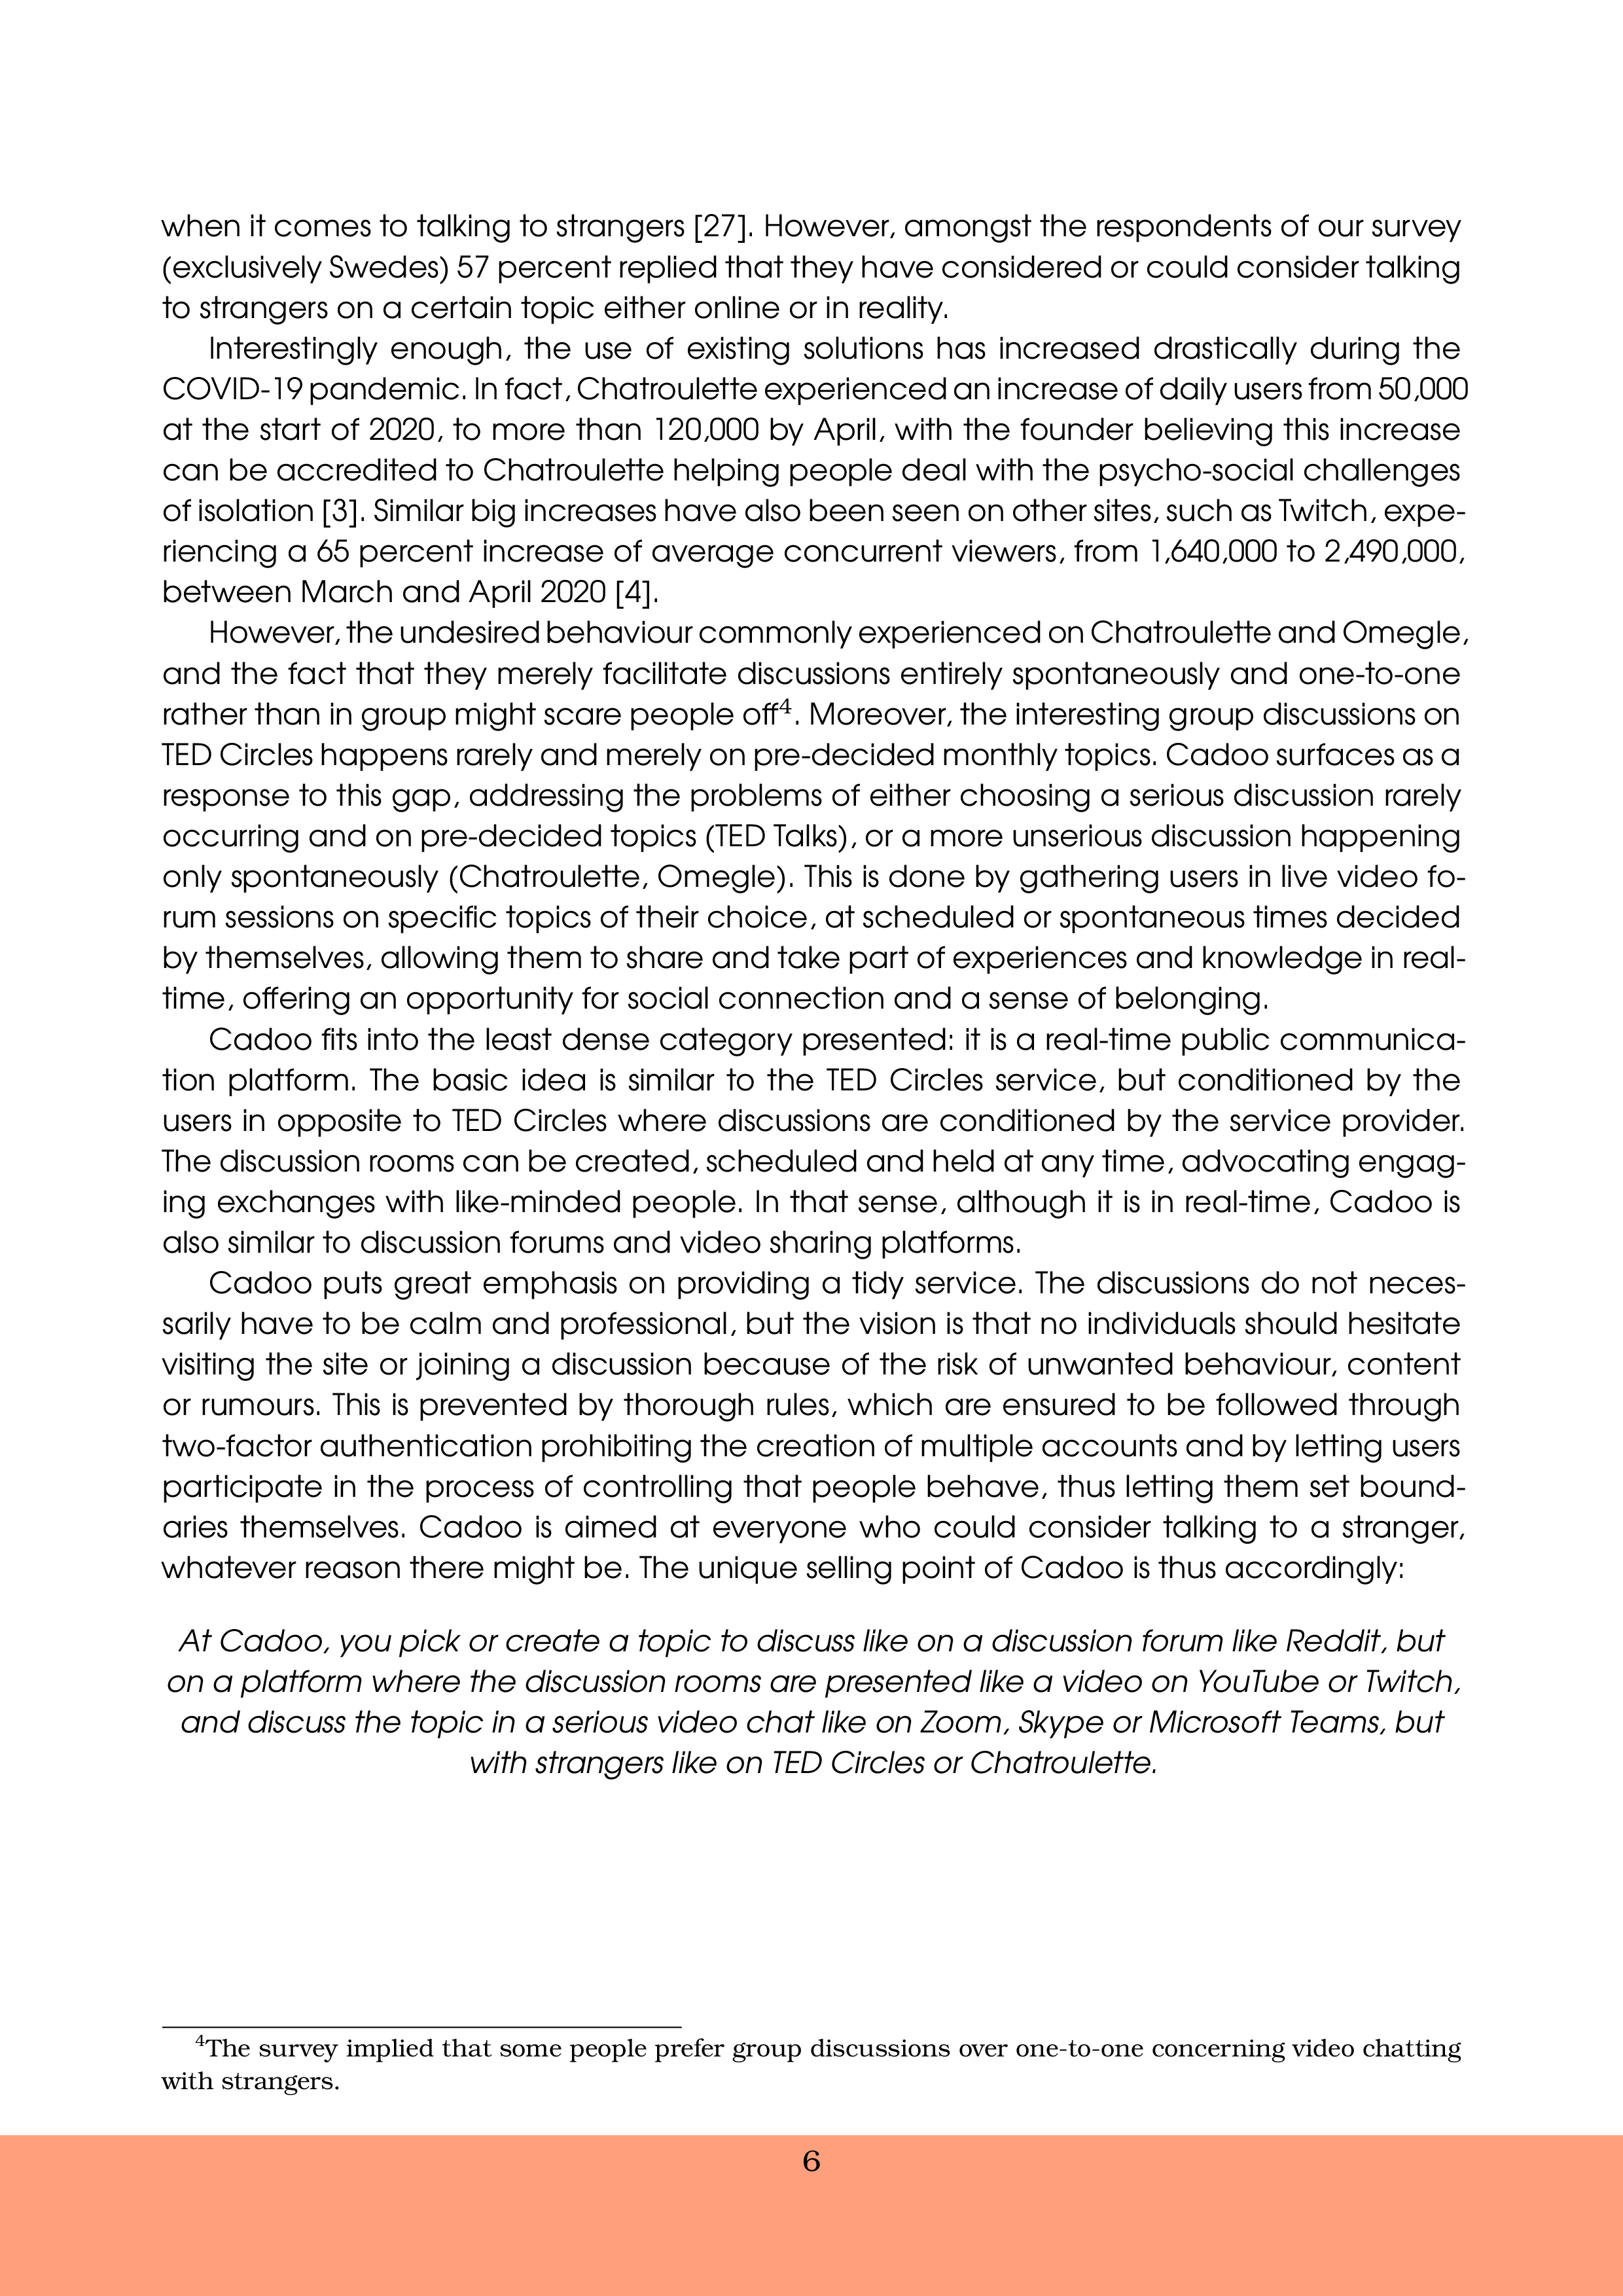 when it comes to talking to strangers [27]. However, amongst the respondents of our survey
(exclusively Swedes) 57 percent replied that they have considered or could consider talking
to strangers on a certain topic either online or in reality.
Interestingly enough, the use of existing solutions has increased drastically during the
COVID-19 pandemic. In fact, Chatroulette experienced an increase of daily users from 50,000
at the start of 2020, to more than 120,000 by April, with the founder believing this increase
can be accredited to Chatroulette helping people deal with the psycho-social challenges
of isolation [3]. Similar big increases have also been seen on other sites, such as Twitch, expe-
riencing a 65 percent increase of average concurrent viewers, from 1,640,000 to 2,490,000,
between March and April 2020 [4].
However, the undesired behaviour commonly experienced on Chatroulette and Omegle,
and the fact that they merely facilitate discussions entirely spontaneously and one-to-one
rather than in group might scare people off⁴. Moreover, the interesting group discussions on
TED Circles happens rarely and merely on pre-decided monthly topics. Cadoo surfaces as a
response to this gap, addressing the problems of either choosing a serious discussion rarely
occurring and on pre-decided topics (TED Talks), or a more unserious discussion happening
only spontaneously (Chatroulette, Omegle). This is done by gathering users in live video fo-
rum sessions on specific topics of their choice, at scheduled or spontaneous times decided
by themselves, allowing them to share and take part of experiences and knowledge in real-
time, offering an opportunity for social connection and a sense of belonging.
Cadoo fits into the least dense category presented: it is a real-time public communica-
tion platform. The basic idea is similar to the TED Circles service, but conditioned by the
users in opposite to TED Circles where discussions are conditioned by the service provider.
The discussion rooms can be created, scheduled and held at any time, advocating engag-
ing exchanges with like-minded people. In that sense, although it is in real-time, Cadoo is
also similar to discussion forums and video sharing platforms.
Cadoo puts great emphasis on providing a tidy service. The discussions do not neces-
sarily have to be calm and professional, but the vision is that no individuals should hesitate
visiting the site or joining a discussion because of the risk of unwanted behaviour, content
or rumours. This is prevented by thorough rules, which are ensured to be followed through
two-factor authentication prohibiting the creation of multiple accounts and by letting users
participate in the process of controlling that people behave, thus letting them set bound-
aries themselves. Cadoo is aimed at everyone who could consider talking to a stranger,
whatever reason there might be. The unique selling point of Cadoo is thus accordingly:
At Cadoo, you pick or create a topic to discuss like on a discussion forum like Reddit, but
on a platform where the discussion rooms are presented like a video on YouTube or Twitch,
and discuss the topic in a serious video chat like on Zoom, Skype or Microsoft Teams, but
with strangers like on TED Circles or Chatroulette.
⁴The survey implied that some people prefer group discussions over one-to-one concerning video chatting
with strangers.
6